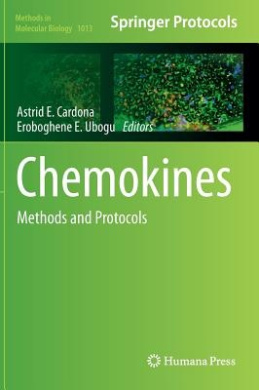 Methods in
Molecular Biology 1013
Springer Protocols
Astrid E. Cardona
Eroboghene E. Ubogu Editors
Chemokines
Methods and Protocols
Humana Press